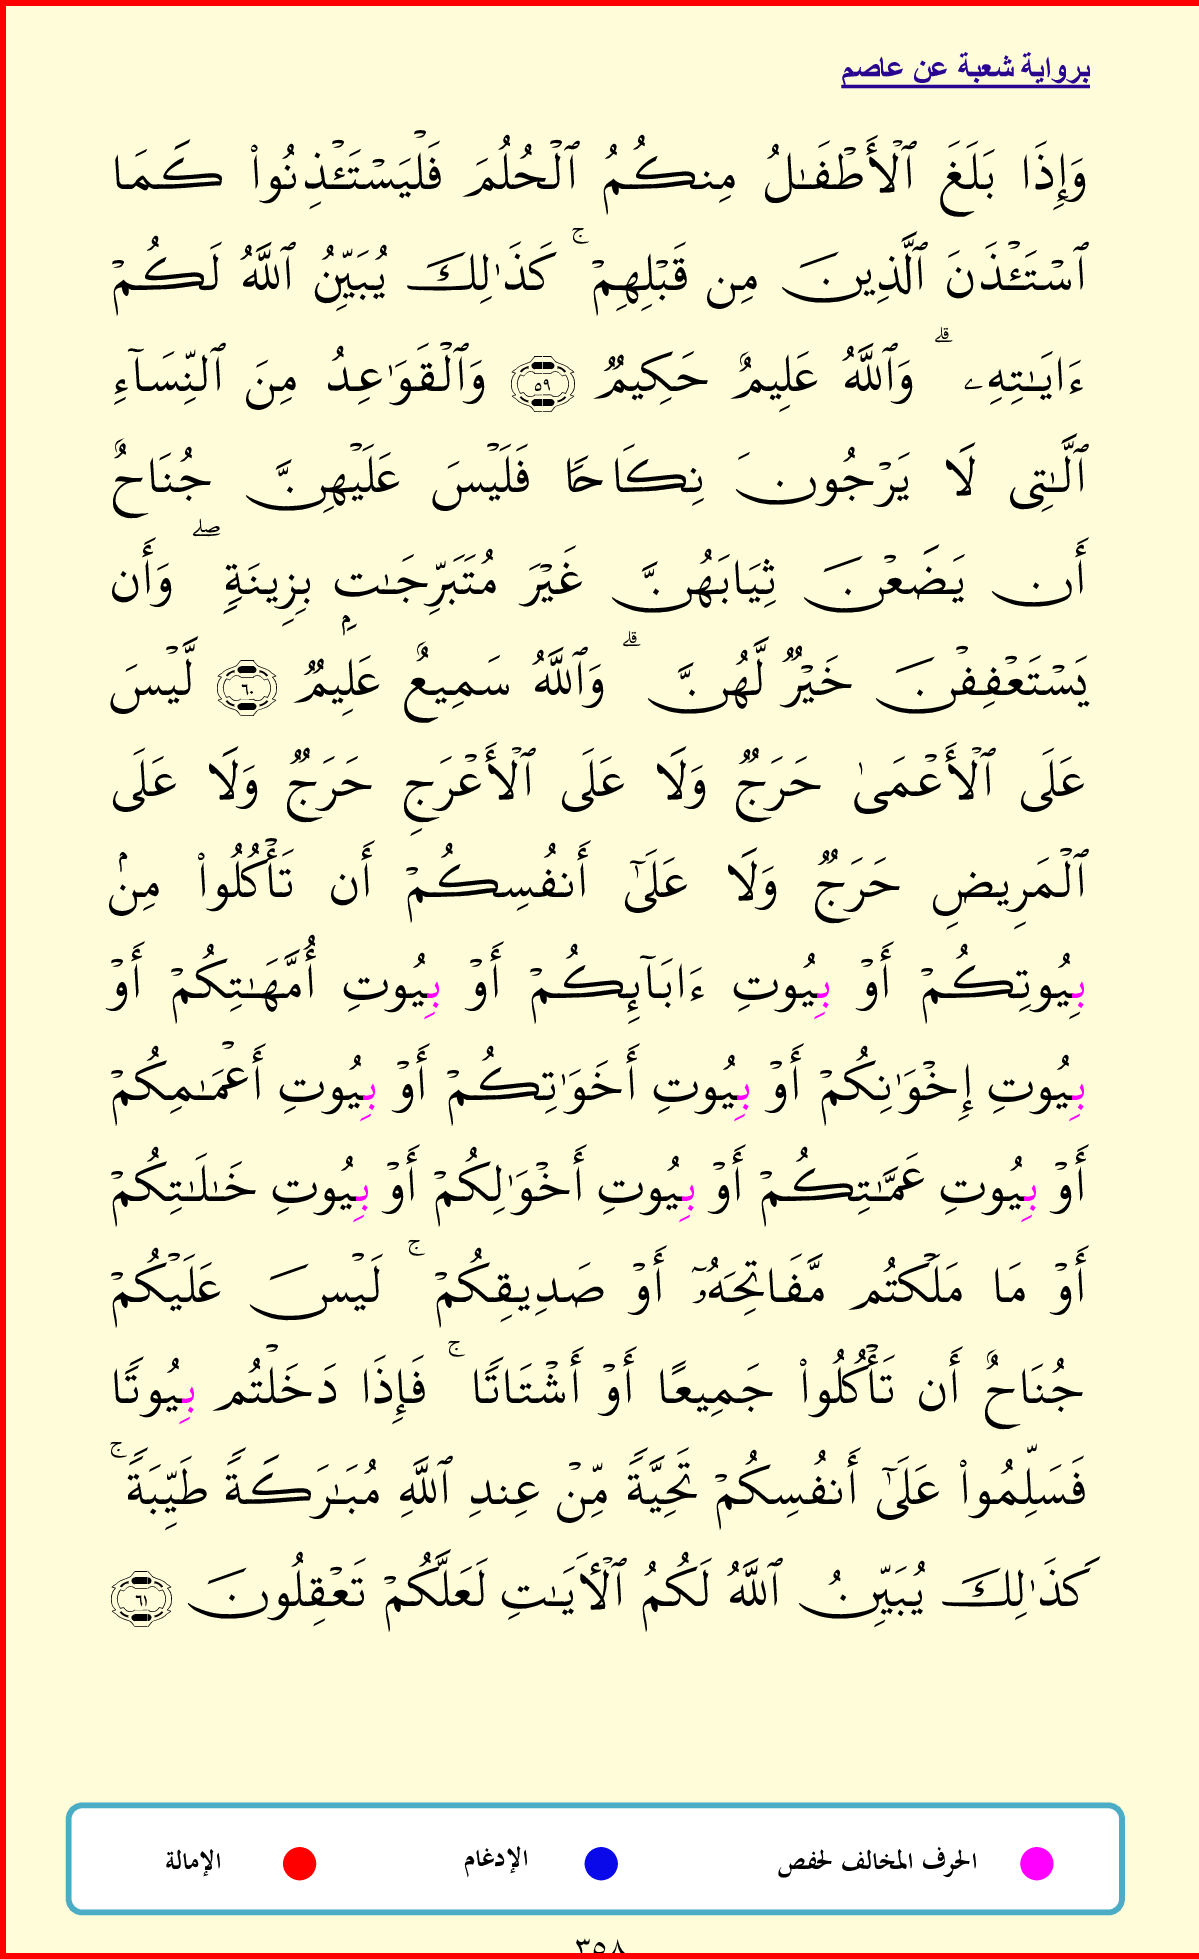 برواية شعبة عن عاصم
وَإِذَا بَلَغَ ٱلۡأَطۡفَٰلُ مِنكُمُ ٱلۡحُلُمَ فَلۡيَسۡتَـٔۡذِنُواْ كَمَا
ٱسۡتَـٔۡذَنَ ٱلَّذِينَ مِن قَبۡلِهِمۡۚ كَذَٰلِكَ يُبَيِّنُ ٱللَّهُ لَكُمۡ
ءَايَٰتِهِۦۗ وَٱللَّهُ عَلِيمٌ حَكِيمٞ ٥٩ وَٱلۡقَوَٰعِدُ مِنَ ٱلنِّسَآءِ
ٱلَّٰتِي لَا يَرۡجُونَ نِكَاحٗا فَلَيۡسَ عَلَيۡهِنَّ جُنَاحٌ
أَن يَضَعۡنَ ثِيَابَهُنَّ غَيۡرَ مُتَبَرِّجَٰتِۭ بِزِينَةٖۖ وَأَن
يَسۡتَعۡفِفۡنَ خَيۡرٞ لَّهُنَّۗ وَٱللَّهُ سَمِيعٌ عَلِيمٞ ٦٠ لَّيۡسَ
عَلَى ٱلۡأَعۡمَىٰ حَرَجٞ وَلَا عَلَى ٱلۡأَعۡرَجِ حَرَجٞ وَلَا عَلَى
ٱلۡمَرِيضِ حَرَجٞ وَلَا عَلَىٰٓ أَنفُسِكُمۡ أَن تَأۡكُلُواْ مِنۢ
بِيُوتِكُمۡ أَوۡ بِيُوتِ ءَابَآئِكُمۡ أَوۡ بِيُوتِ أُمَّهَٰتِكُمۡ أَوۡ
بِيُوتِ إِخۡوَٰنِكُمۡ أَوۡ بِيُوتِ أَخَوَٰتِكُمۡ أَوۡ بِيُوتِ أَعۡمَٰمِكُمۡ
أَوۡ بِيُوتِ عَمَّٰتِكُمۡ أَوۡ بِيُوتِ أَخۡوَٰلِكُمۡ أَوۡ بِيُوتِ خَٰلَٰتِكُمۡ
أَوۡ مَا مَلَكۡتُم مَّفَاتِحَهُۥٓ أَوۡ صَدِيقِكُمۡۚ لَيۡسَ عَلَيۡكُمۡ
جُنَاحٌ أَن تَأۡكُلُواْ جَمِيعًا أَوۡ أَشۡتَاتٗاۚ فَإِذَا دَخَلۡتُم بِيُوتٗا
فَسَلِّمُواْ عَلَىٰٓ أَنفُسِكُمۡ تَحِيَّةٗ مِّنۡ عِندِ ٱللَّهِ مُبَٰرَكَةٗ طَيِّبَةٗۚ
كَذَٰلِكَ يُبَيِّنُ ٱللَّهُ لَكُمُ ٱلۡأٓيَٰتِ لَعَلَّكُمۡ تَعۡقِلُونَ ٦١
الحرف المخالف لحفص الإدغام الإمالة
٣٥٨